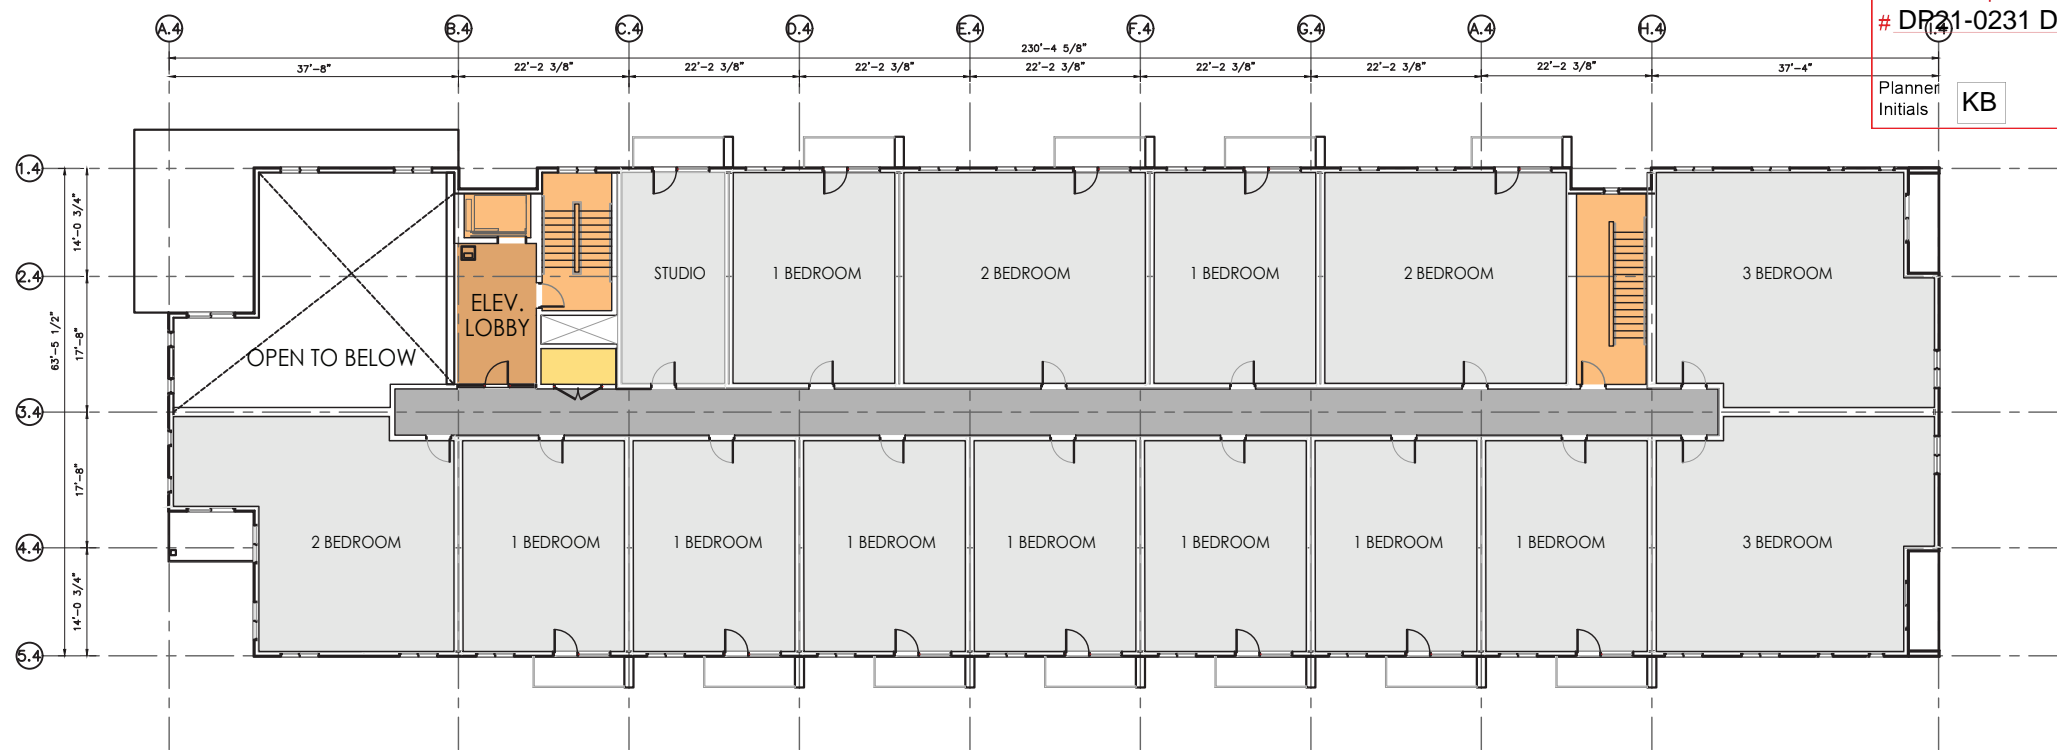 A.4 B.4 C.4 D.4 E.4 F.4 G.4 A.4 H.4
# DP21-0231 D
230'-4 5/8"
37'-8" 22'-2 3/8" 22'-2 3/8" 22'-2 3/8" 22'-2 3/8" 22'-2 3/8" 22'-2 3/8" 22'-2 3/8" 37'-4"
Planner
Initials
KB
1.4
14'-0 3/4"
2.4
STUDIO
1 BEDROOM
2 BEDROOM
1 BEDROOM
2 BEDROOM
3 BEDROOM
ELEV.
LOBBY
63'-5 1/2"
17'-8"
OPEN TO BELOW
3.4
17'-8"
4.4
2 BEDROOM
1 BEDROOM
1 BEDROOM
1 BEDROOM
1 BEDROOM
1 BEDROOM
1 BEDROOM
1 BEDROOM
3 BEDROOM
14'-0 3/4"
5.4